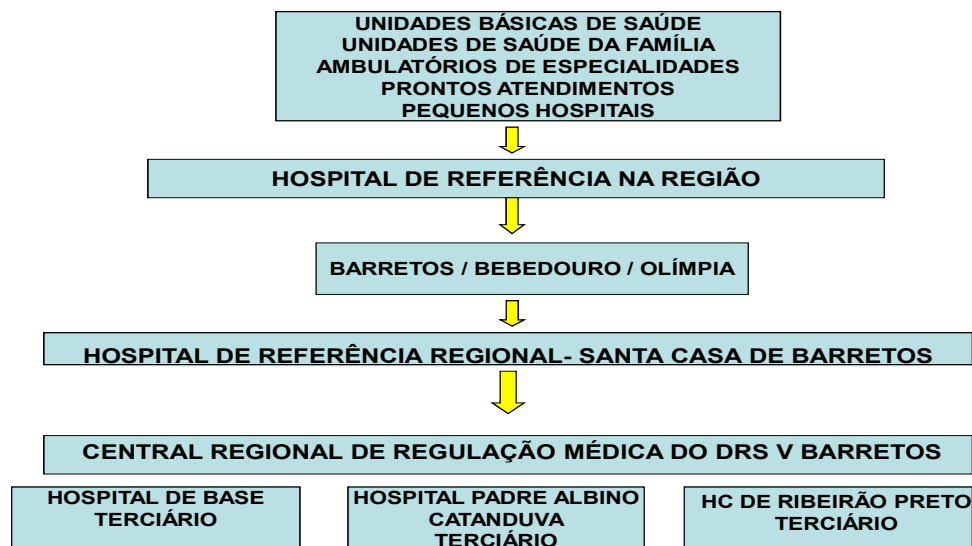 UNIDADES BÁSICAS DE SAÚDE
UNIDADES DE SAÚDE DA FAMÍLIA
AMBULATÓRIOS DE ESPECIALIDADES
PRONTOS ATENDIMENTOS
PEQUENOS HOSPITAIS
HOSPITAL DE REFERÊNCIA NA REGIÃO
BARRETOS / BEBEDOURO / OLÍMPIA
HOSPITAL DE REFERÊNCIA REGIONAL- SANTA CASA DE BARRETOS
CENTRAL REGIONAL DE REGULAÇÃO MÉDICA DO DRS V BARRETOS
HOSPITAL DE BASE
TERCIÁRIO
HOSPITAL PADRE ALBINO
CATANDUVA
TERCIÁRIO
HC DE RIBEIRÃO PRETO
TERCIÁRIO